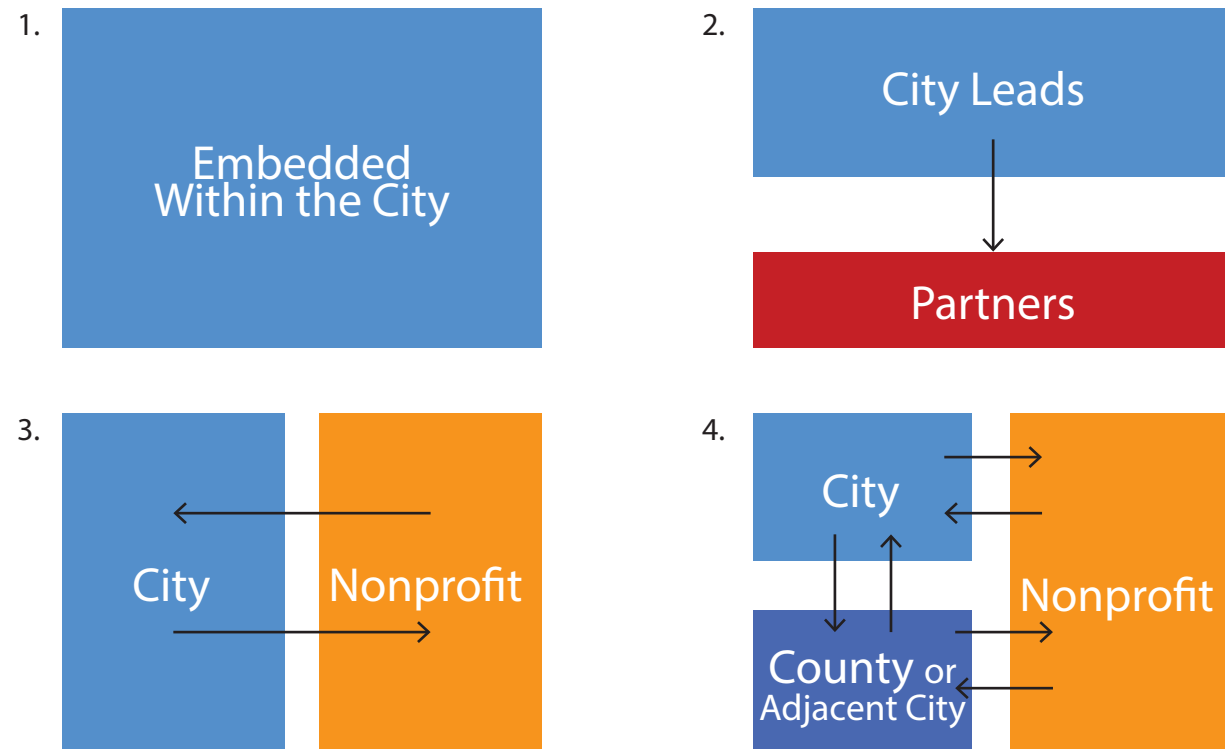 1.
Embedded
Within the City
2.
City Leads
Partners
3.
City
Nonprofit
4.
City
Nonprofit
County or
Adjacent City